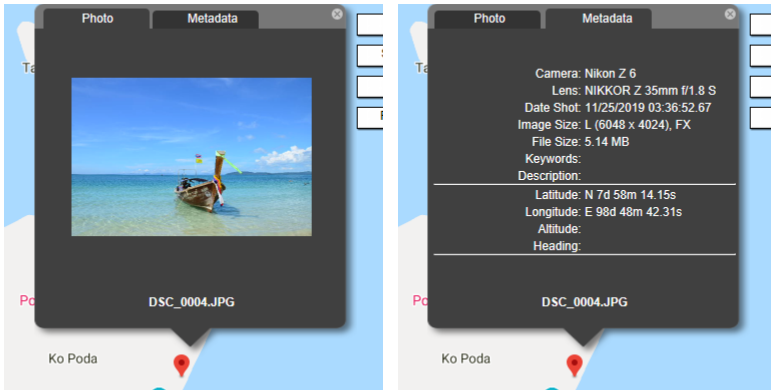 Photo Metadata
Ta
DSC_0004.JPG
Po
Ko Poda
Photo Metadata
Ta
Camera: Nikon Z 6
Lens: NIKKOR Z 35mm f/1.8 S
Date Shot: 11/25/2019 03:36:52.67
Image Size: L (6048 x 4024), FX
File Size: 5.14 MB
Keywords:
Description:
Latitude: N 7d 58m 14.15s
Longitude: E 98d 48m 42.31s
Altitude:
Heading:
DSC_0004.JPG
Po
Ko Poda